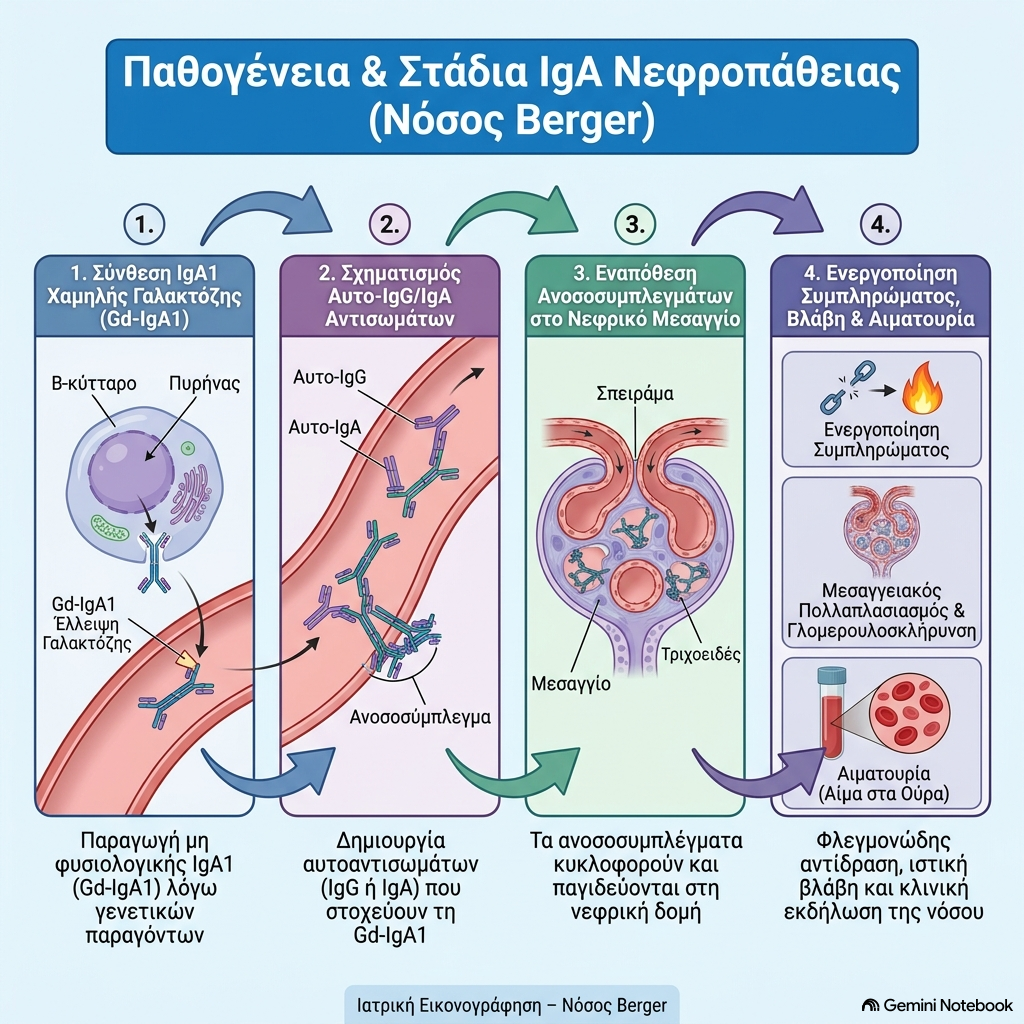 Παθογένεια & Στάδια IgA Νεφροπάθειας
(Νόσος Berger)
1.
2.
3.
4.
1. Σύνθεση IgA1
Χαμηλής Γαλακτόζης
(Gd-IgA1)
Β-κύτταρο
Πυρήνας
Gd-IgA1
Έλλειψη
Γαλακτόζης
2. Σχηματισμός
Αυτο-IgG/IgA
Αντισωμάτων
Αυτο-IgG
Αυτο-IgA
Ανοσοσύμπλεγμα
3. Εναπόθεση
Ανοσοσυμπλεγμάτων
στο Νεφρικό Μεσαγγίο
Σπειράμα
Τριχοειδές
Μεσαγγίο
4. Ενεργοποίηση
Συμπληρώματος,
Βλάβη & Αιματουρία
Ενεργοποίηση
Συμπληρώματος
Μεσαγγειακός
Πολλαπλασιασμός &
Γλομερουλοσκλήρυνση
Αιματουρία
(Αίμα στα Ούρα)
Παραγωγή μη
φυσιολογικής IgA1
(Gd-IgA1) λόγω
γενετικών
παραγόντων
Δημιουργία
αυτοαντισωμάτων
(IgG ή IgA) που
στοχεύουν τη
Gd-IgA1
Τα ανοσοσυμπλέγματα
κυκλοφορούν και
παγιδεύονται στη
νεφρική δομή
Φλεγμονώδης
αντίδραση, ιστική
βλάβη και κλινική
εκδήλωση της νόσου
Ιατρική Εικονογράφηση – Νόσος Berger
Gemini Notebook